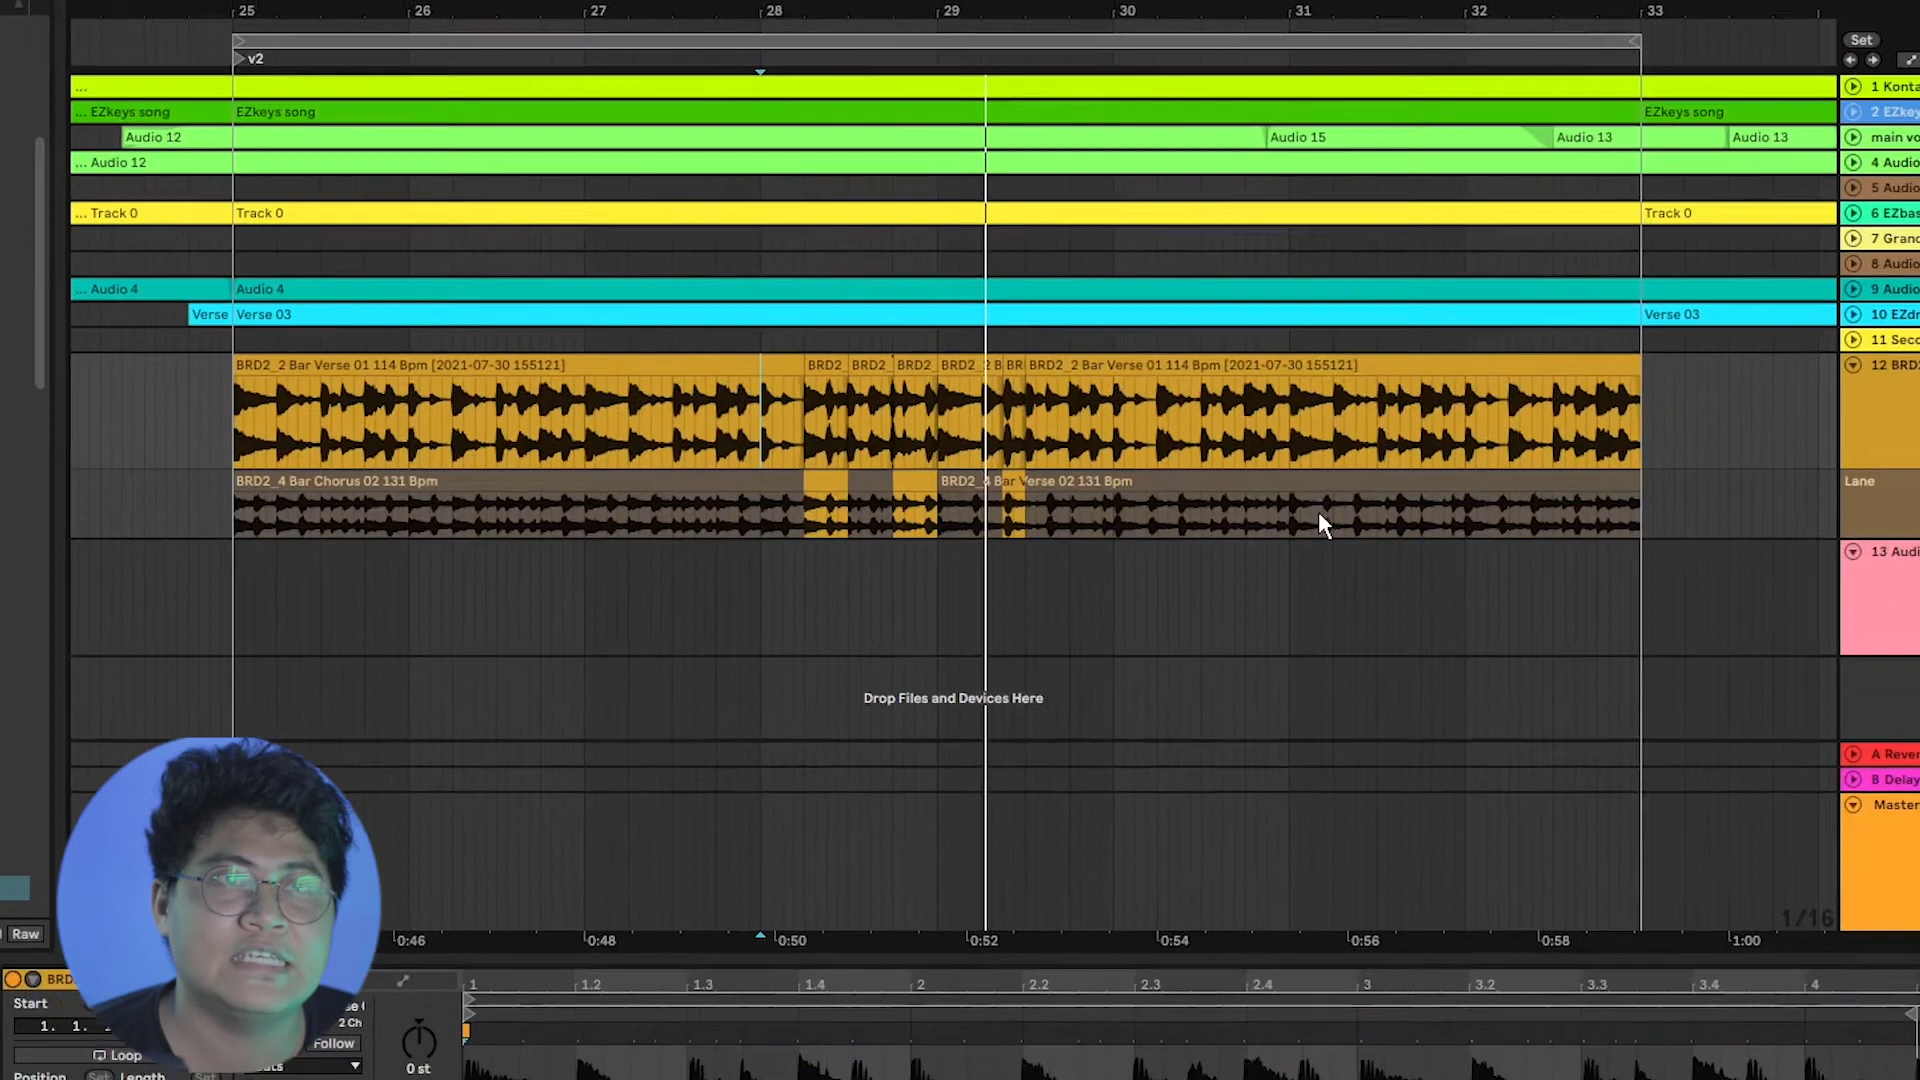 25 26 27 28 29 30 31 32 33
Set
v2
... 1 Konta
... EZkeys song EZkeys song EZkeys song 2 EZkey
Audio 12 Audio 15 Audio 13 Audio 13 main vo
... Audio 12 4 Audio
5 Audio
... Track 0 Track 0 Track 0 6 EZbas
7 Grand
8 Audio
... Audio 4 Audio 4 9 Audio
Verse Verse 03 Verse 03 10 EZdr
11 Seco
BRD2_2 Bar Verse 01 114 Bpm [2021-07-30 155121] BRD2_ BRD2_ BRD2_ BRD2_2 B BR BRD2_2 Bar Verse 01 114 Bpm [2021-07-30 155121] 12 BRD2
BRD2_4 Bar Chorus 02 131 Bpm BRD2_4 Bar Verse 02 131 Bpm Lane
13 Audi
Drop Files and Devices Here
A Rever
B Delay
Master
1/16
Raw 0:46 0:48 0:50 0:52 0:54 0:56 0:58 1:00
BRD
1 1.2 1.3 1.4 2 2.2 2.3 2.4 3 3.2 3.3 3.4 4
Start
1. 1. 2 Ch
Follow
Loop
0 st
Position Set Length Set